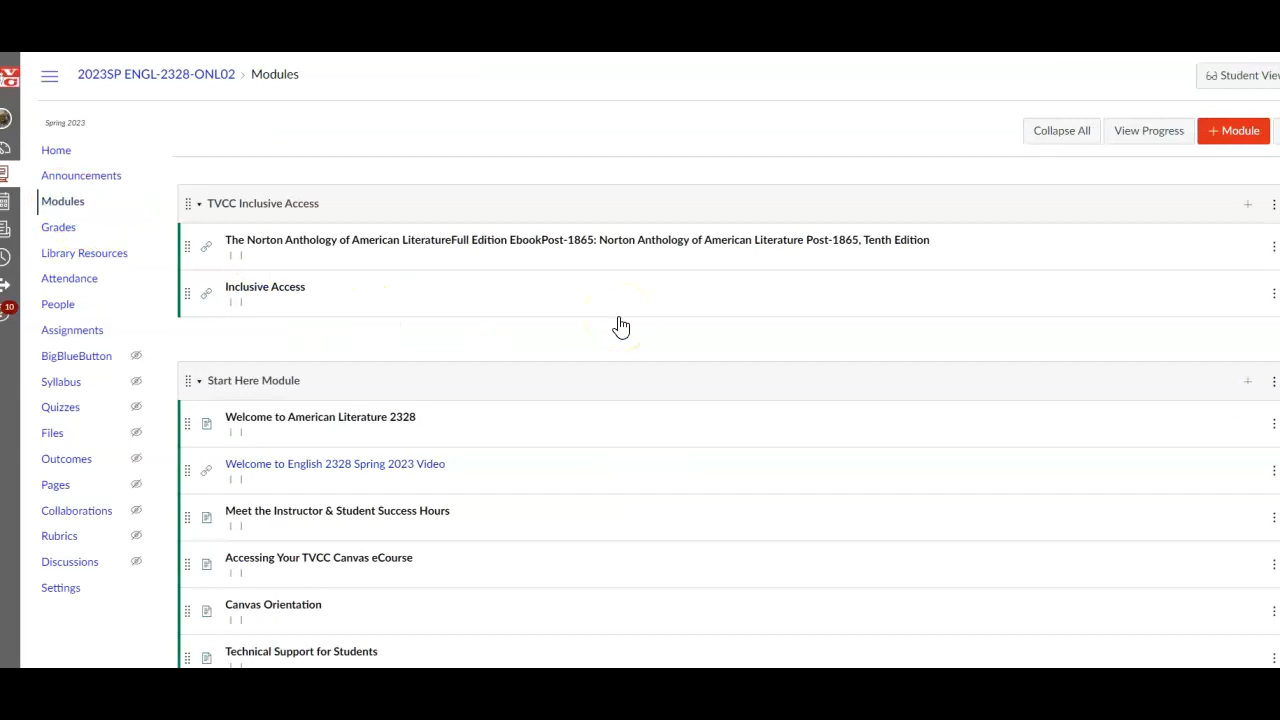 2023SP ENGL-2328-ONL02 › Modules
Student View
Spring 2023
Collapse All
View Progress
+ Module
Home
Announcements
Modules
Grades
Library Resources
Attendance
People
Assignments
BigBlueButton
Syllabus
Quizzes
Files
Outcomes
Pages
Collaborations
Rubrics
Discussions
Settings
10
TVCC Inclusive Access
The Norton Anthology of American LiteratureFull Edition EbookPost-1865: Norton Anthology of American Literature Post-1865, Tenth Edition
Inclusive Access
Start Here Module
Welcome to American Literature 2328
Welcome to English 2328 Spring 2023 Video
Meet the Instructor & Student Success Hours
Accessing Your TVCC Canvas eCourse
Canvas Orientation
Technical Support for Students